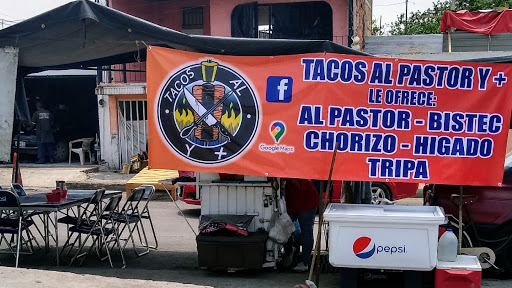 TACOS AL PASTOR Y +
LE OFRECE:
AL PASTOR - BISTEC
CHORIZO - HIGADO
TRIPA
TACOS AL
Y +
f
Google Maps
pepsi